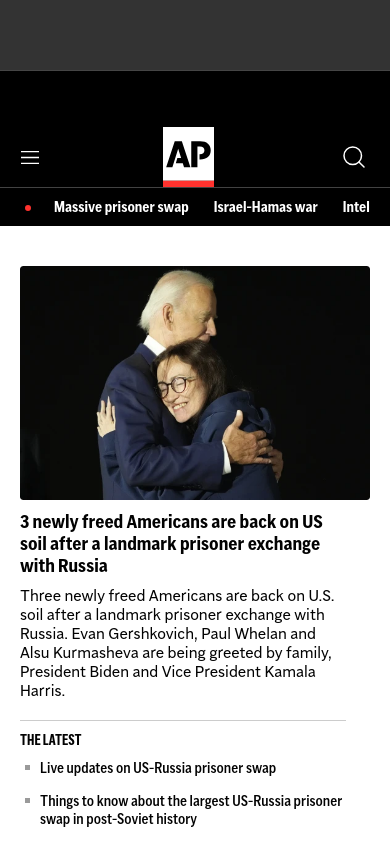 AP
Massive prisoner swap Israel-Hamas war Intel
3 newly freed Americans are back on US
soil after a landmark prisoner exchange
with Russia
Three newly freed Americans are back on U.S.
soil after a landmark prisoner exchange with
Russia. Evan Gershkovich, Paul Whelan and
Alsu Kurmasheva are being greeted by family,
President Biden and Vice President Kamala
Harris.
THE LATEST
Live updates on US-Russia prisoner swap
Things to know about the largest US-Russia prisoner
swap in post-Soviet history